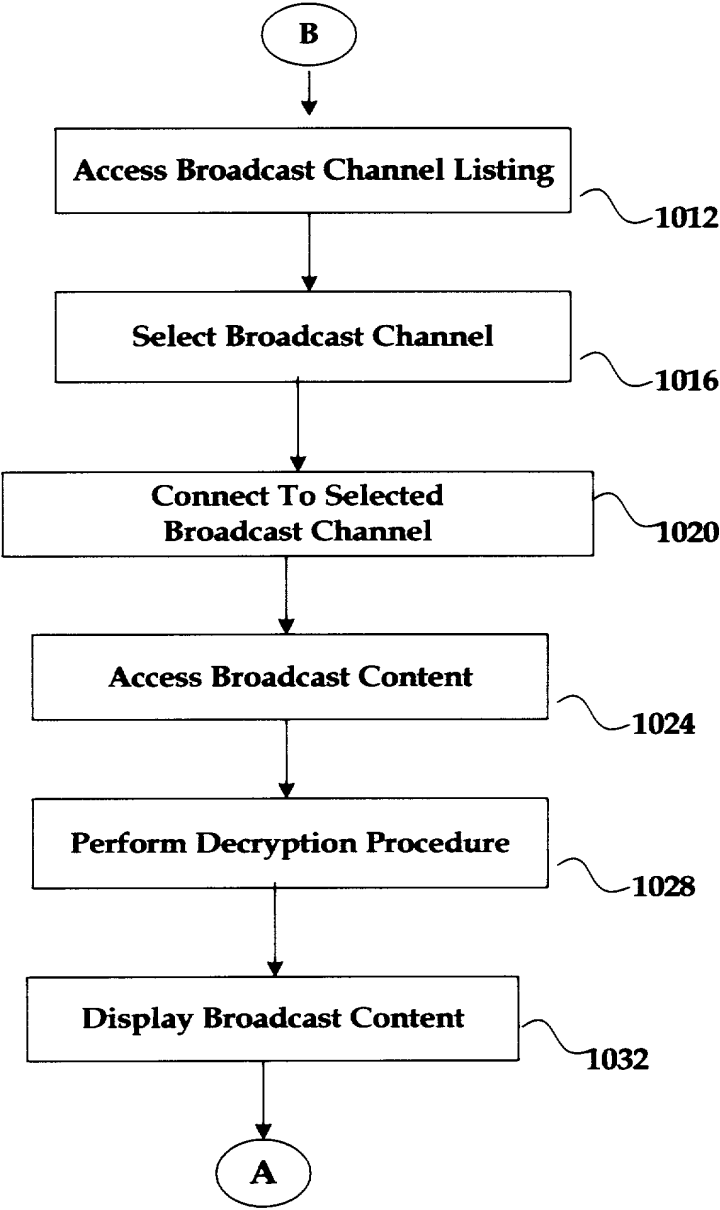 B
Access Broadcast Channel Listing
1012
Select Broadcast Channel
1016
Connect To Selected
Broadcast Channel
1020
Access Broadcast Content
1024
Perform Decryption Procedure
1028
Display Broadcast Content
1032
A